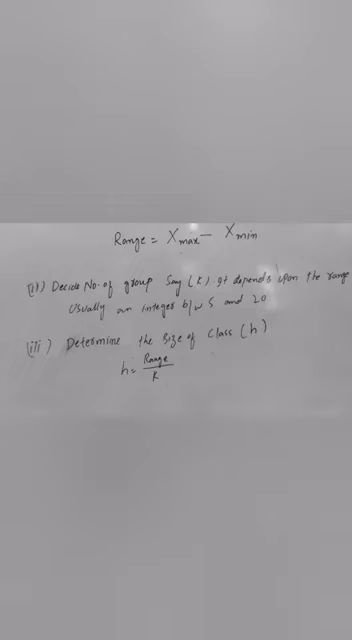 Range = Xmax - Xmin
(ii) Decide No. of group Say (K). It depends upon the range
Usually an integer b/w 5 and 20
(iii) Determine the Size of Class (h)
h = Range / K